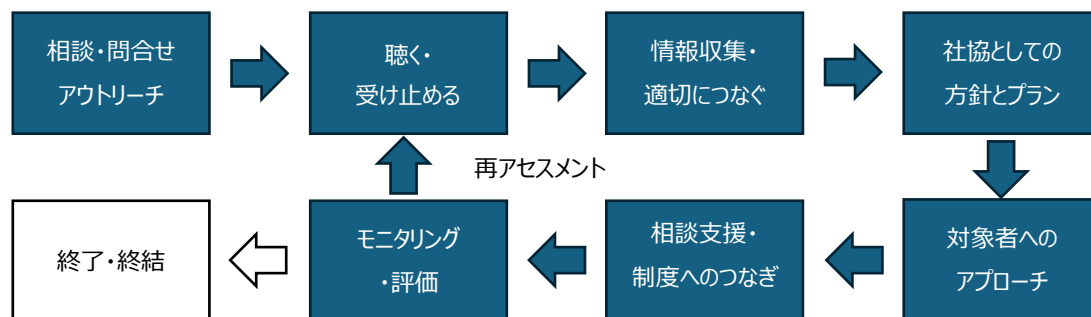 相談・問合せ
アウトリーチ
聴く・
受け止める
情報収集・
適切につなぐ
社協としての
方針とプラン
再アセスメント
終了・終結
モニタリング
・評価
相談支援・
制度へのつなぎ
対象者への
アプローチ